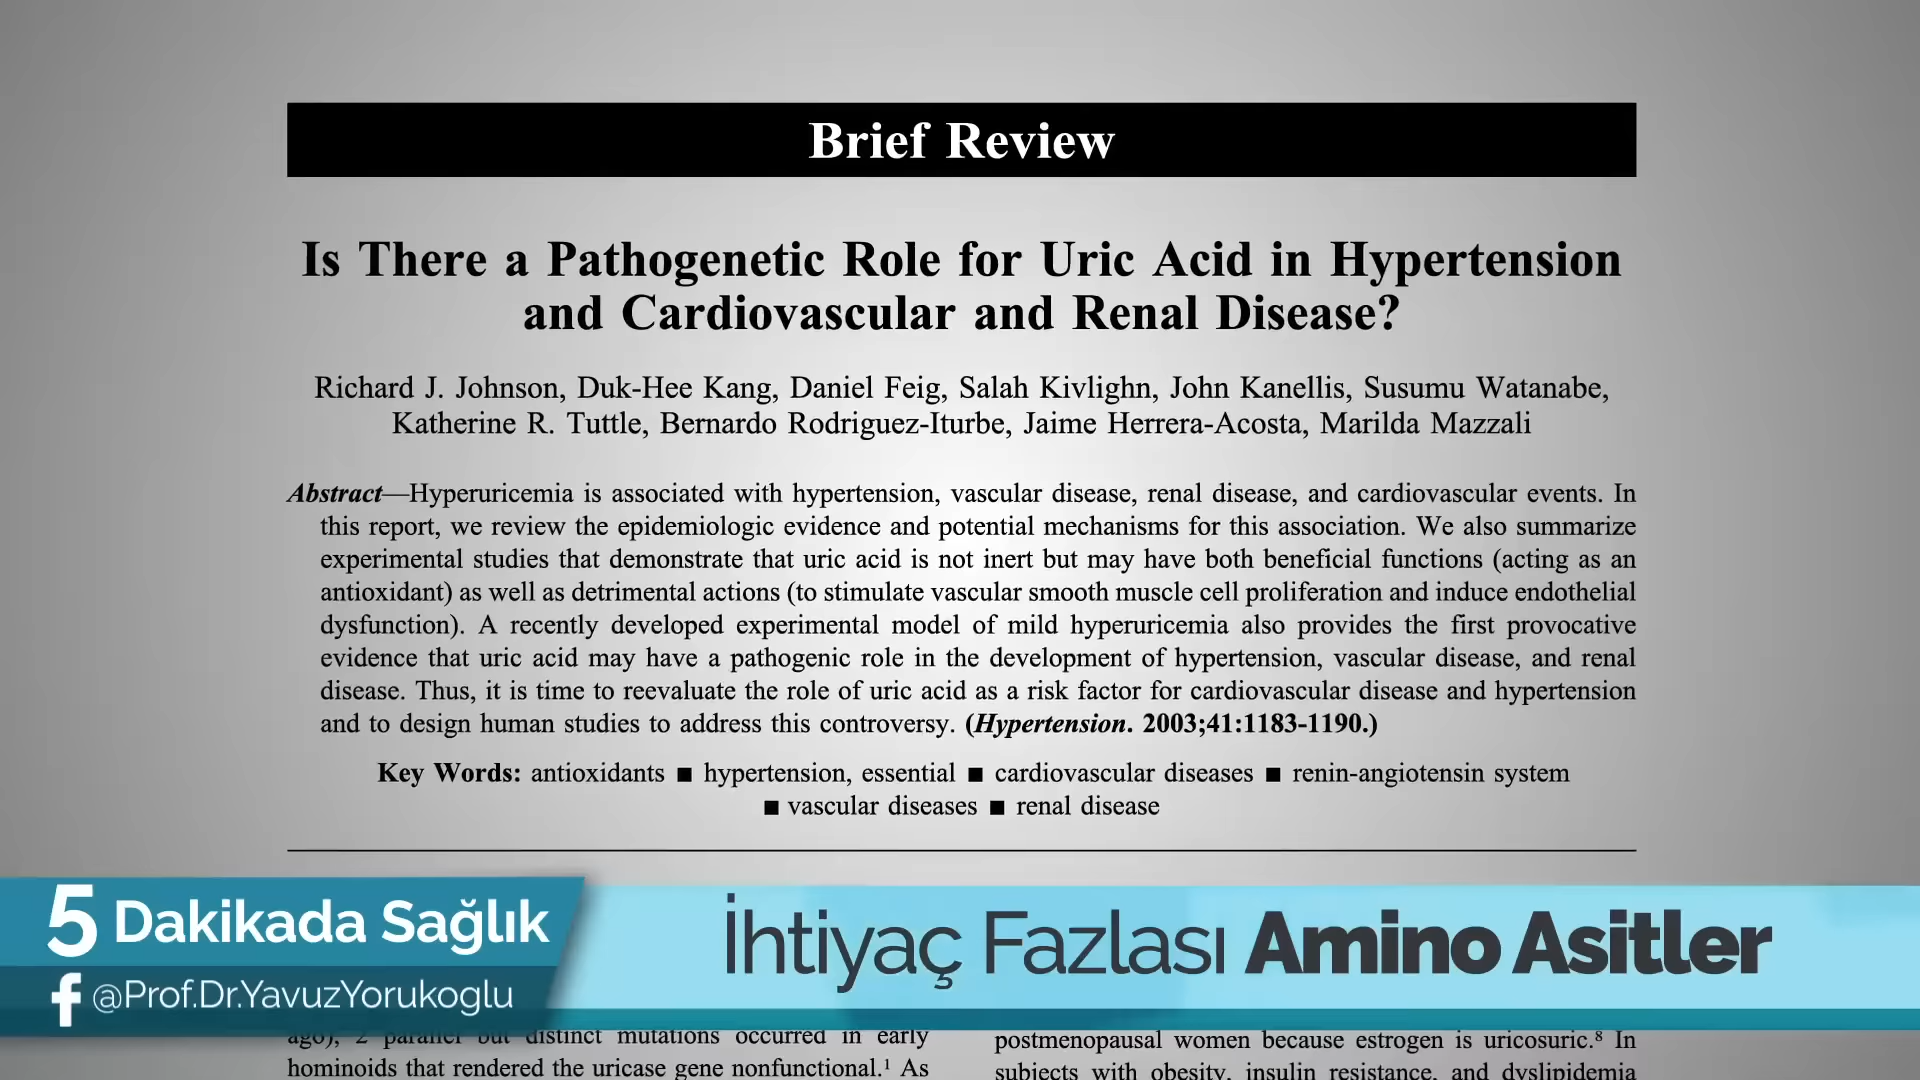 Brief Review
Is There a Pathogenetic Role for Uric Acid in Hypertension
and Cardiovascular and Renal Disease?
Richard J. Johnson, Duk-Hee Kang, Daniel Feig, Salah Kivlighn, John Kanellis, Susumu Watanabe,
Katherine R. Tuttle, Bernardo Rodriguez-Iturbe, Jaime Herrera-Acosta, Marilda Mazzali
Abstract—Hyperuricemia is associated with hypertension, vascular disease, renal disease, and cardiovascular events. In
this report, we review the epidemiologic evidence and potential mechanisms for this association. We also summarize
experimental studies that demonstrate that uric acid is not inert but may have both beneficial functions (acting as an
antioxidant) as well as detrimental actions (to stimulate vascular smooth muscle cell proliferation and induce endothelial
dysfunction). A recently developed experimental model of mild hyperuricemia also provides the first provocative
evidence that uric acid may have a pathogenic role in the development of hypertension, vascular disease, and renal
disease. Thus, it is time to reevaluate the role of uric acid as a risk factor for cardiovascular disease and hypertension
and to design human studies to address this controversy. (Hypertension. 2003;41:1183-1190.)
Key Words: antioxidants ■ hypertension, essential ■ cardiovascular diseases ■ renin-angiotensin system
■ vascular diseases ■ renal disease
5 Dakikada Sağlık
@Prof.Dr.YavuzYorukoglu
İhtiyaç Fazlası Amino Asitler
ago), 2 parallel but distinct mutations occurred in early
hominoids that rendered the uricase gene nonfunctional.¹ As
postmenopausal women because estrogen is uricosuric.⁸ In
subjects with obesity, insulin resistance, and dyslipidemia